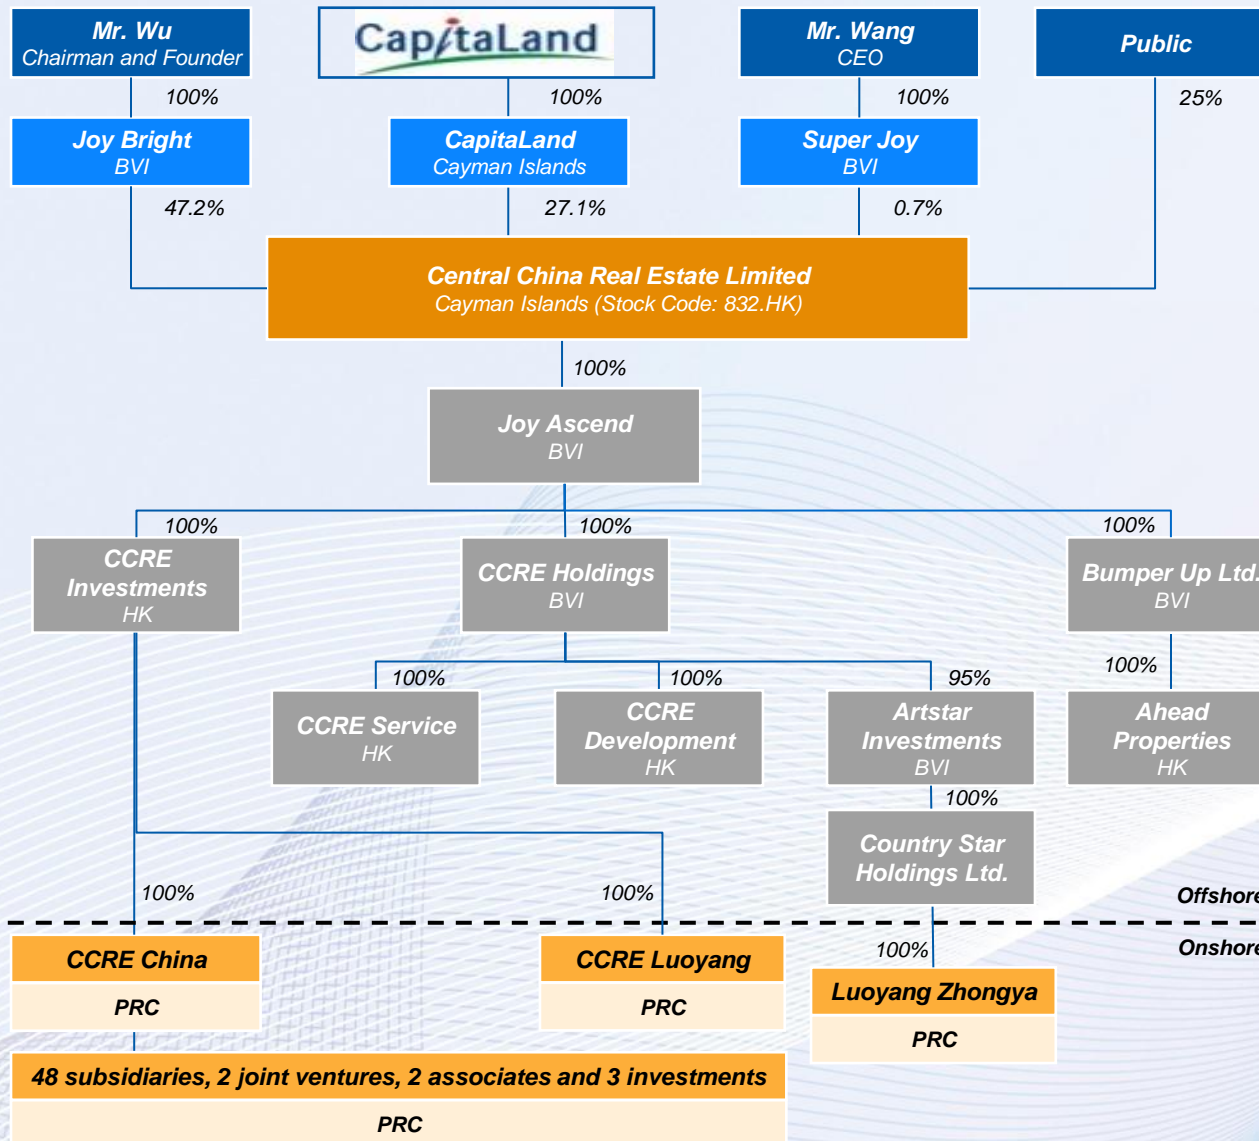 Mr. Wu
Chairman and Founder
CapitaLand
Mr. Wang
CEO
Public
100%
100%
100%
25%
Joy Bright
BVI
CapitaLand
Cayman Islands
Super Joy
BVI
47.2%
27.1%
0.7%
Central China Real Estate Limited
Cayman Islands (Stock Code: 832.HK)
100%
Joy Ascend
BVI
100%
100%
100%
CCRE
Investments
HK
CCRE Holdings
BVI
Bumper Up Ltd.
BVI
100%
100%
95%
100%
CCRE Service
HK
CCRE
Development
HK
Artstar
Investments
BVI
Ahead
Properties
HK
100%
Country Star
Holdings Ltd.
100%
100%
Offshore
Onshore
CCRE China
PRC
CCRE Luoyang
PRC
100%
Luoyang Zhongya
PRC
48 subsidiaries, 2 joint ventures, 2 associates and 3 investments
PRC